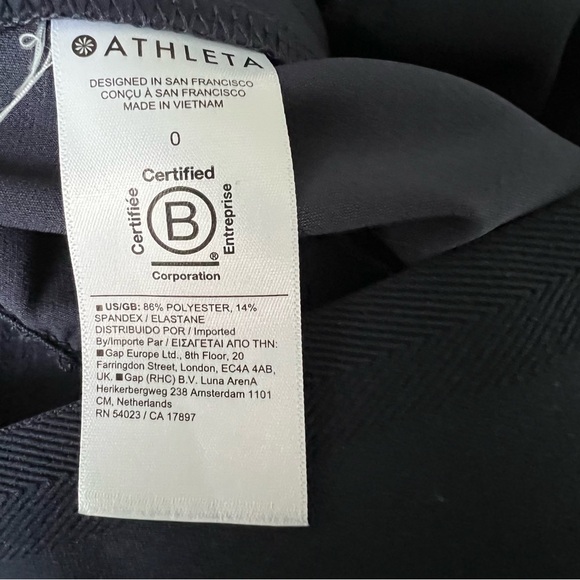 ATHLETA
DESIGNED IN SAN FRANCISCO
CONÇU À SAN FRANCISCO
MADE IN VIETNAM
0
Certified
Certifiée
B
Entreprise
®
Corporation
US/GB: 86% POLYESTER, 14%
SPANDEX / ELASTANE
DISTRIBUIDO POR / Imported
By/Importe Par / ΕΙΣΑΓΕΤΑΙ ΑΠΟ ΤΗΝ:
Gap Europe Ltd., 8th Floor, 20
Farringdon Street, London, EC4A 4AB,
UK. Gap (RHC) B.V. Luna ArenA
Herikerbergweg 238 Amsterdam 1101
CM, Netherlands
RN 54023 / CA 17897